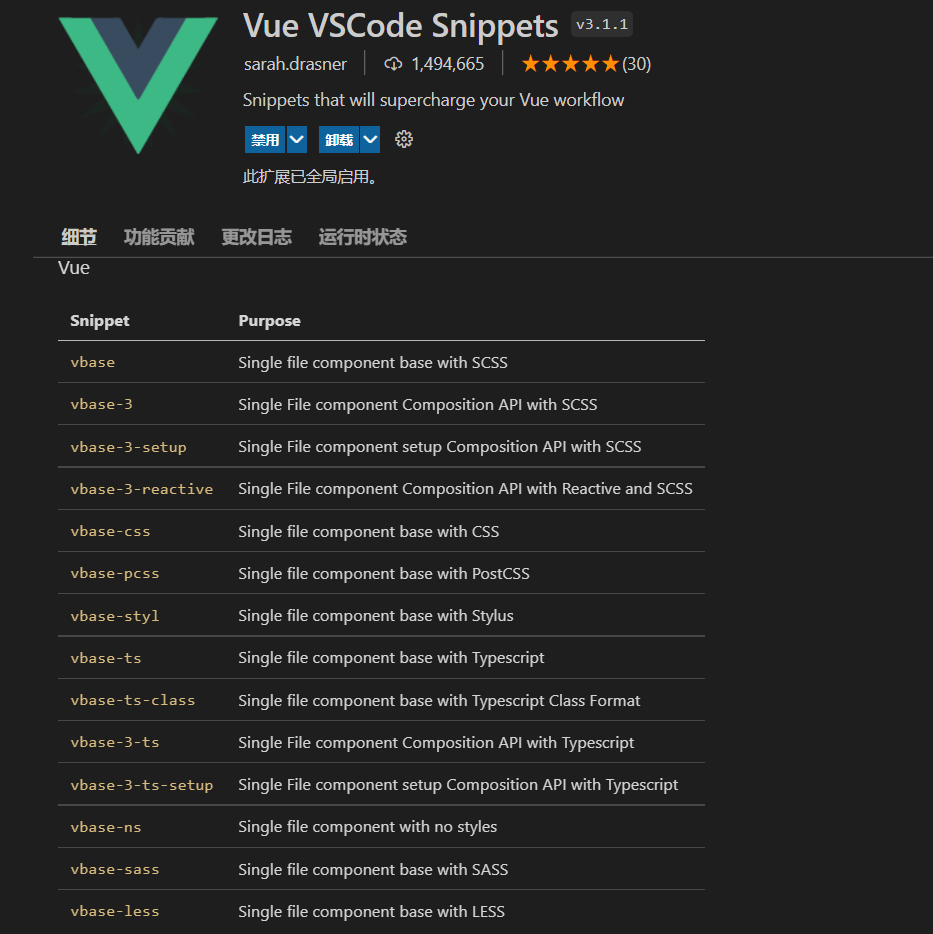 Vue VSCode Snippets v3.1.1
sarah.drasner 1,494,665 ★★★★★(30)
Snippets that will supercharge your Vue workflow
禁用 卸载
此扩展已全局启用。
细节 功能贡献 更改日志 运行时状态
Vue
Snippet Purpose
vbase Single file component base with SCSS
vbase-3 Single File component Composition API with SCSS
vbase-3-setup Single File component setup Composition API with SCSS
vbase-3-reactive Single File component Composition API with Reactive and SCSS
vbase-css Single file component base with CSS
vbase-pcss Single file component base with PostCSS
vbase-styl Single file component base with Stylus
vbase-ts Single file component base with Typescript
vbase-ts-class Single file component base with Typescript Class Format
vbase-3-ts Single File component Composition API with Typescript
vbase-3-ts-setup Single File component setup Composition API with Typescript
vbase-ns Single file component with no styles
vbase-sass Single file component base with SASS
vbase-less Single file component base with LESS